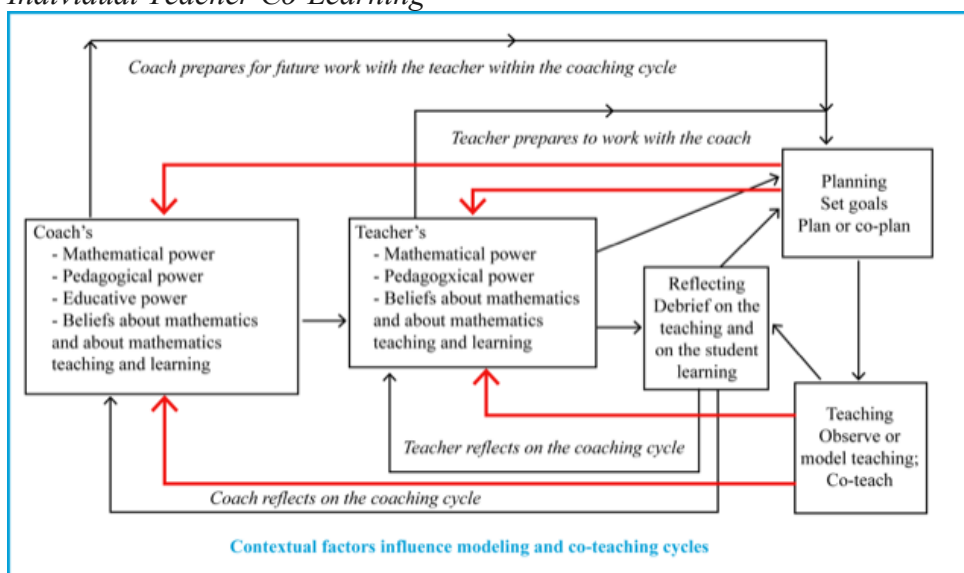 Individual Teacher Co-Learning
Coach prepares for future work with the teacher within the coaching cycle
Teacher prepares to work with the coach
Planning
Set goals
Plan or co-plan
Coach's
- Mathematical power
- Pedagogical power
- Educative power
- Beliefs about mathematics
and about mathematics
teaching and learning
Teacher's
- Mathematical power
- Pedagogxical power
- Beliefs about mathematics
and about mathematics
teaching and learning
Reflecting
Debrief on the
teaching and
on the student
learning
Teaching
Observe or
model teaching;
Co-teach
Teacher reflects on the coaching cycle
Coach reflects on the coaching cycle
Contextual factors influence modeling and co-teaching cycles